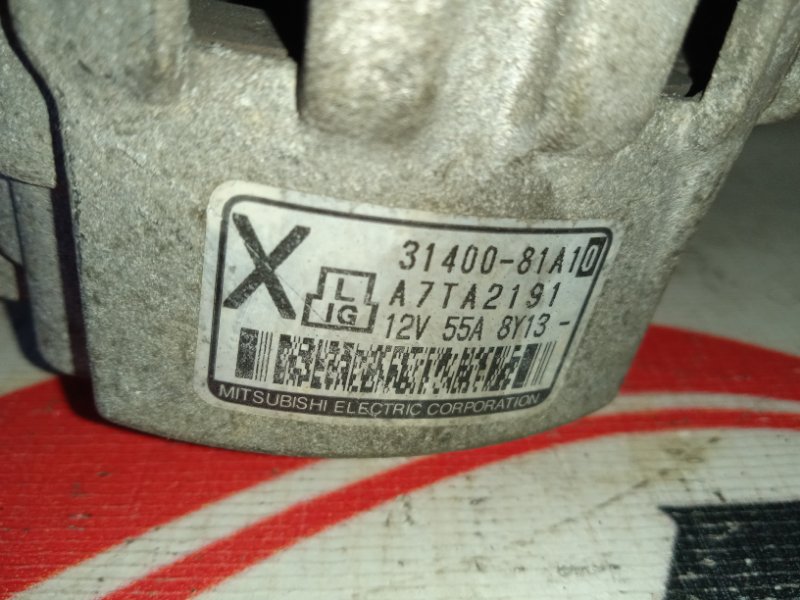 X
31400-81A10
L
IG
A7TA2191
12V 55A 8Y13 -
MITSUBISHI ELECTRIC CORPORATION